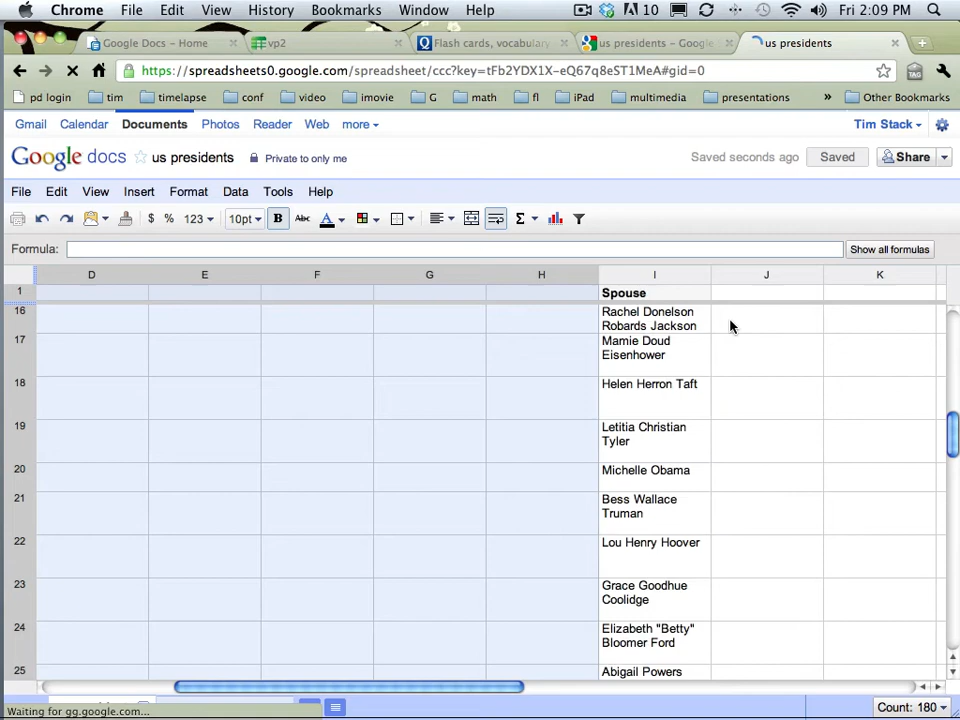 Chrome File Edit View History Bookmarks Window Help 10 Fri 2:09 PM
Google Docs - Home vp2 Flash cards, vocabulary us presidents - Google us presidents
https://spreadsheets0.google.com/spreadsheet/ccc?key=tFb2YDX1X-eQ67q8eST1MeA#gid=0
pd login tim timelapse conf video imovie G math fl iPad multimedia presentations » Other Bookmarks
Gmail Calendar Documents Photos Reader Web more Tim Stack
Google docs us presidents Private to only me Saved seconds ago Saved Share
File Edit View Insert Format Data Tools Help
$ % 123 10pt B Abc A Σ
Formula: Show all formulas
D E F G H I J K
1 Spouse
16 Rachel Donelson
Robards Jackson
17 Mamie Doud
Eisenhower
18 Helen Herron Taft
19 Letitia Christian
Tyler
20 Michelle Obama
21 Bess Wallace
Truman
22 Lou Henry Hoover
23 Grace Goodhue
Coolidge
24 Elizabeth "Betty"
Bloomer Ford
25 Abigail Powers
Waiting for gg.google.com... Count: 180